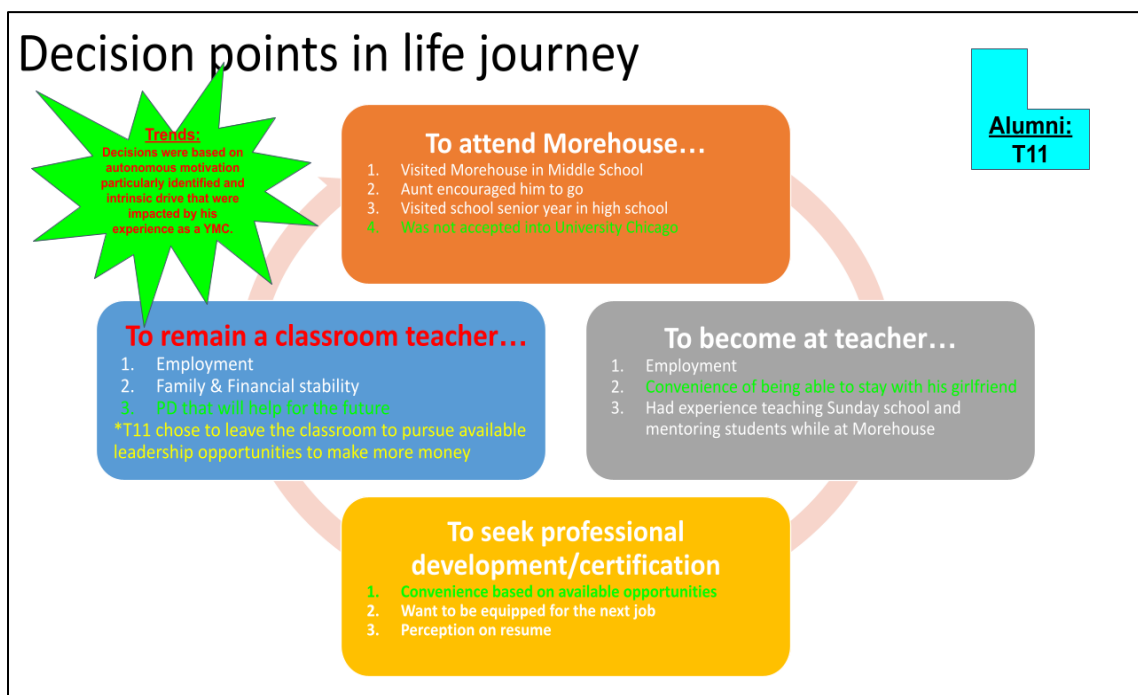 Decision points in life journey
Trends:
Decisions were based on
autonomous motivation
particularly identified and
intrinsic drive that were
impacted by his
experience as a YMC.
Alumni:
T11
To attend Morehouse…
1. Visited Morehouse in Middle School
2. Aunt encouraged him to go
3. Visited school senior year in high school
4. Was not accepted into University Chicago
To remain a classroom teacher…
1. Employment
2. Family & Financial stability
3. PD that will help for the future
*T11 chose to leave the classroom to pursue available
leadership opportunities to make more money
To become at teacher…
1. Employment
2. Convenience of being able to stay with his girlfriend
3. Had experience teaching Sunday school and
mentoring students while at Morehouse
To seek professional
development/certification
1. Convenience based on available opportunities
2. Want to be equipped for the next job
3. Perception on resume